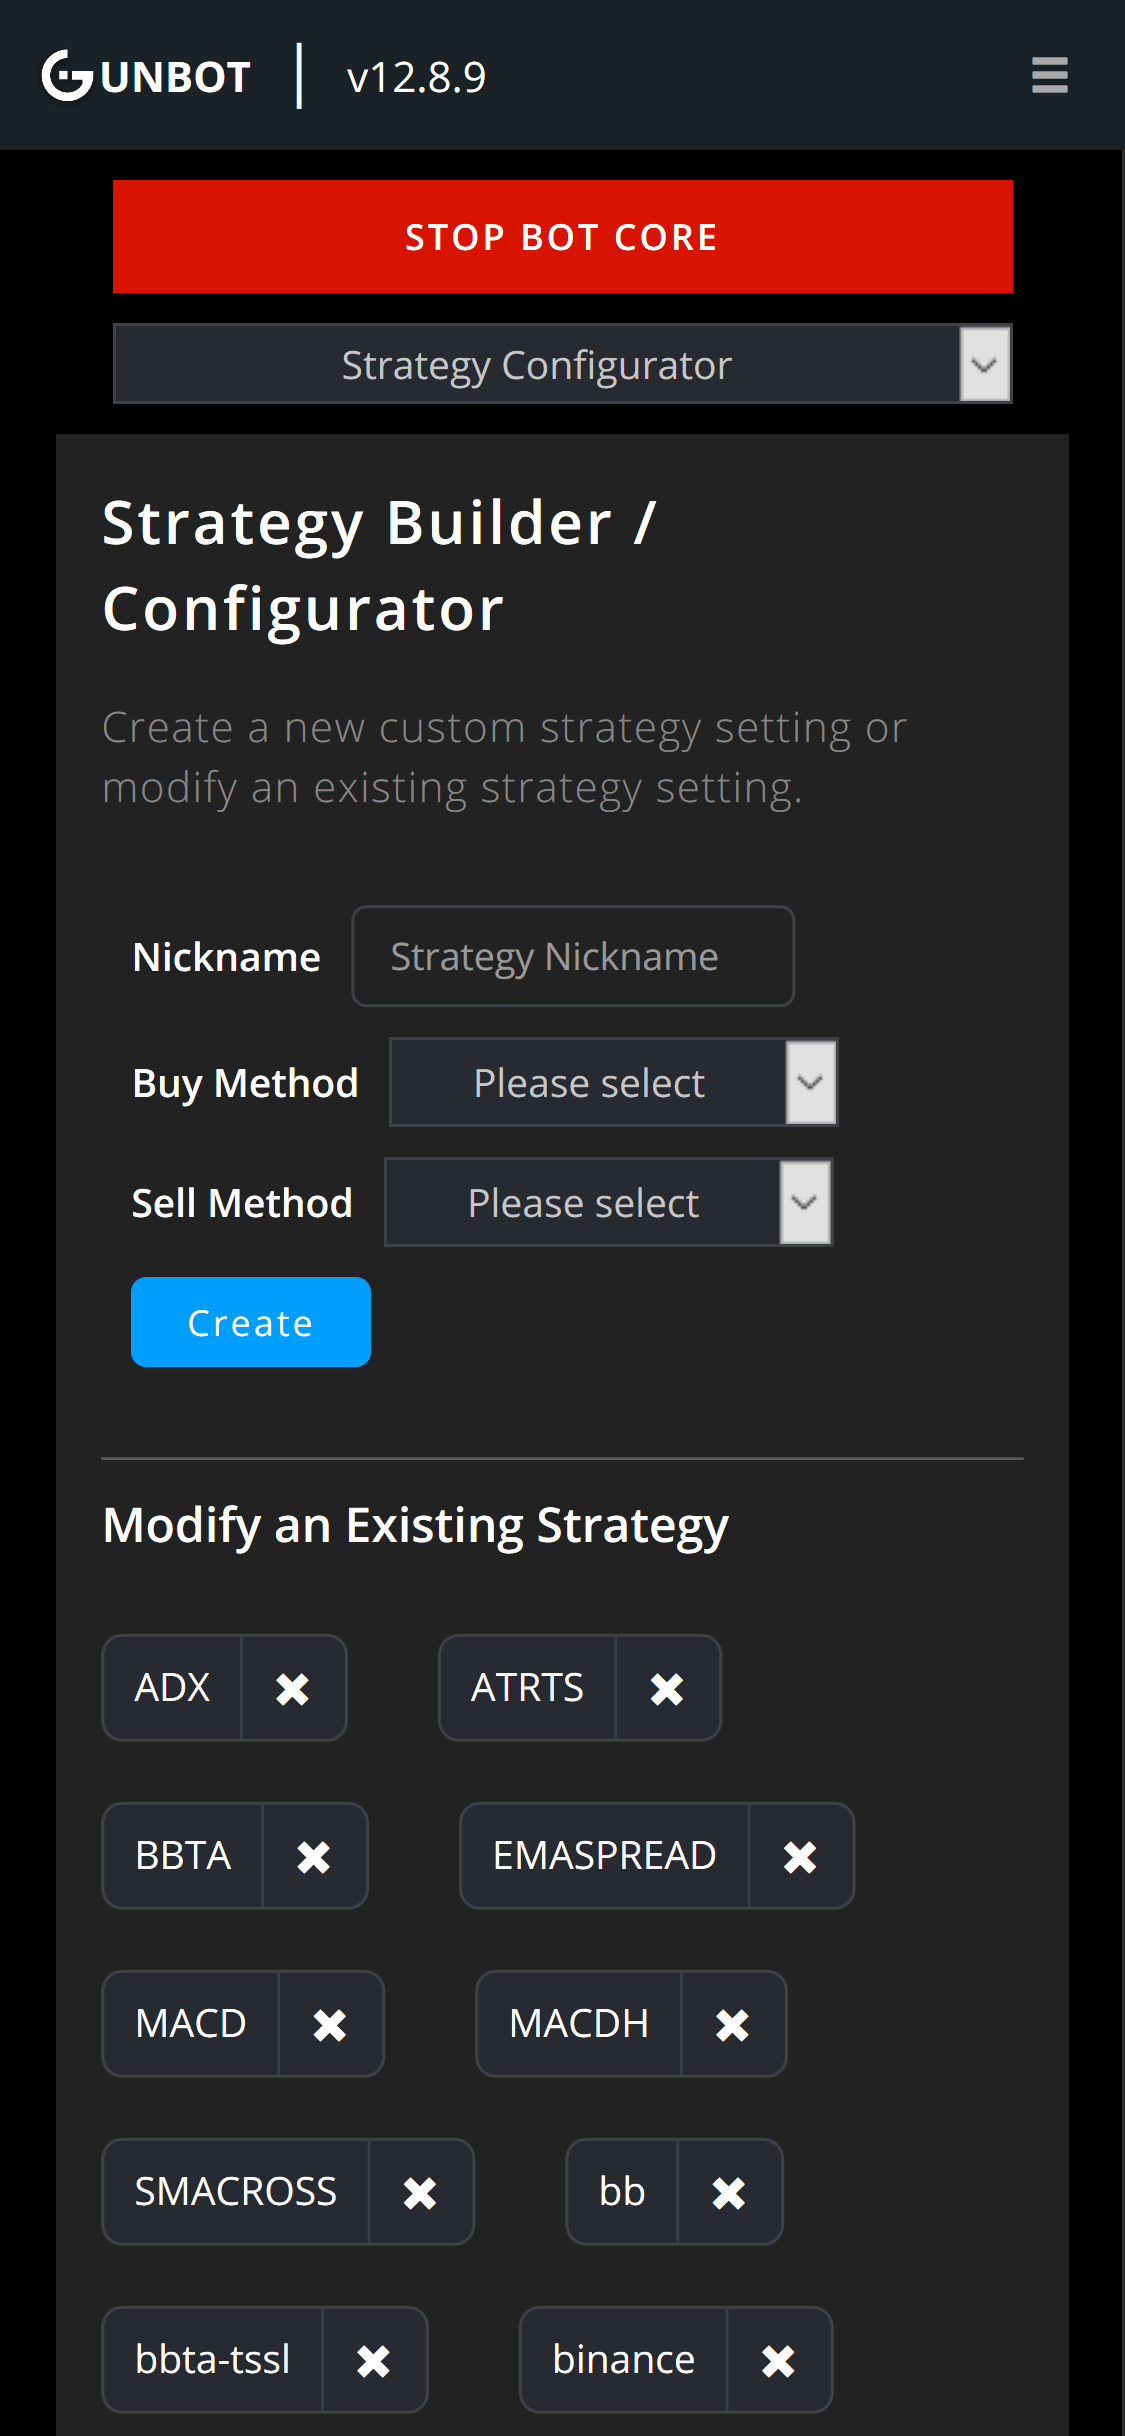 GUNBOT | v12.8.9
STOP BOT CORE
Strategy Configurator
Strategy Builder /
Configurator
Create a new custom strategy setting or
modify an existing strategy setting.
Nickname Strategy Nickname
Buy Method Please select
Sell Method Please select
Create
Modify an Existing Strategy
ADX ✖ ATRTS ✖
BBTA ✖ EMASPREAD ✖
MACD ✖ MACDH ✖
SMACROSS ✖ bb ✖
bbta-tssl ✖ binance ✖